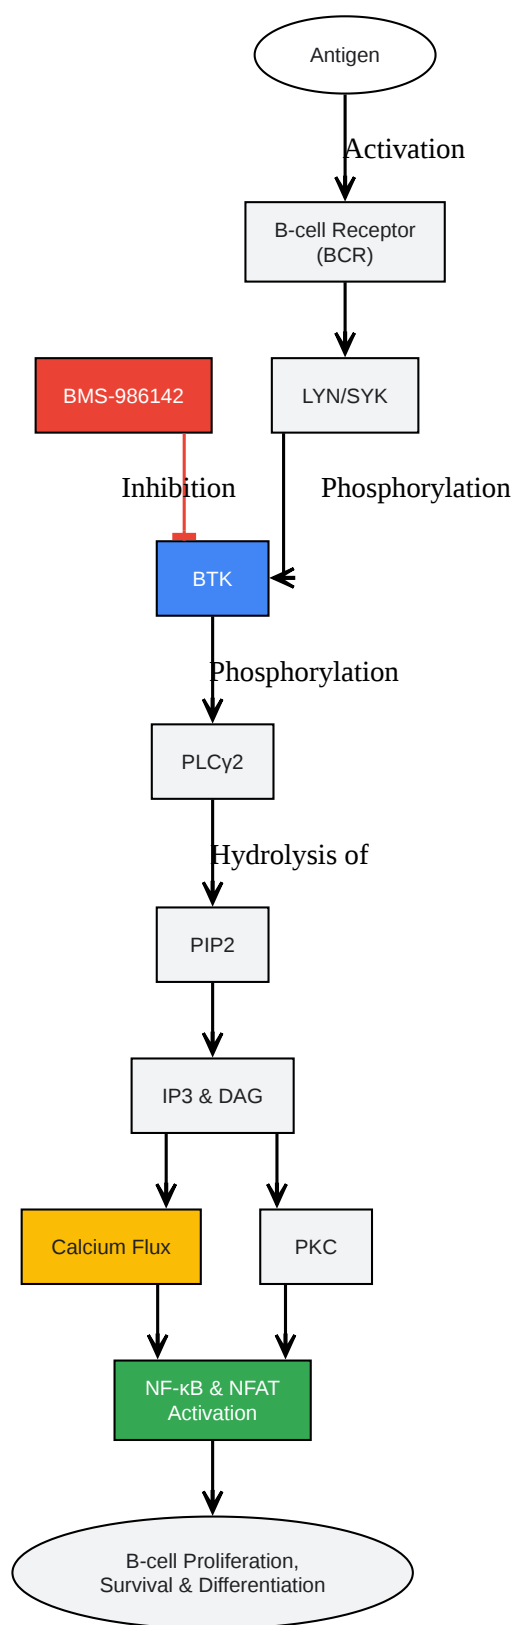 Antigen
Activation
B-cell Receptor
(BCR)
BMS-986142
LYN/SYK
Inhibition
Phosphorylation
BTK
Phosphorylation
PLCγ2
Hydrolysis of
PIP2
IP3 & DAG
Calcium Flux
PKC
NF-κB & NFAT
Activation
B-cell Proliferation,
Survival & Differentiation